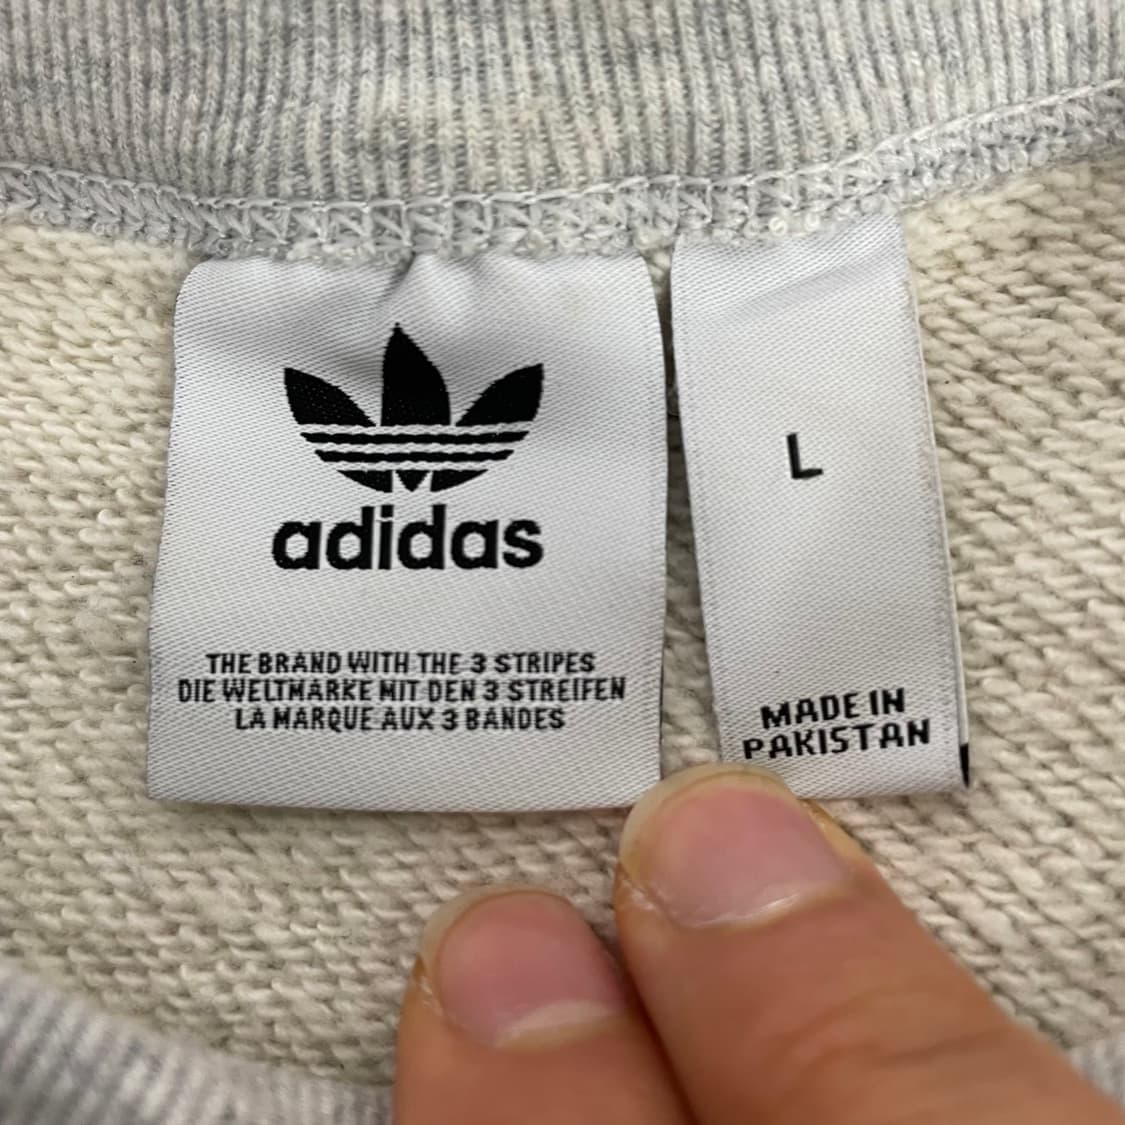 adidas
THE BRAND WITH THE 3 STRIPES
DIE WELTMARKE MIT DEN 3 STREIFEN
LA MARQUE AUX 3 BANDES
L
MADE IN
PAKISTAN